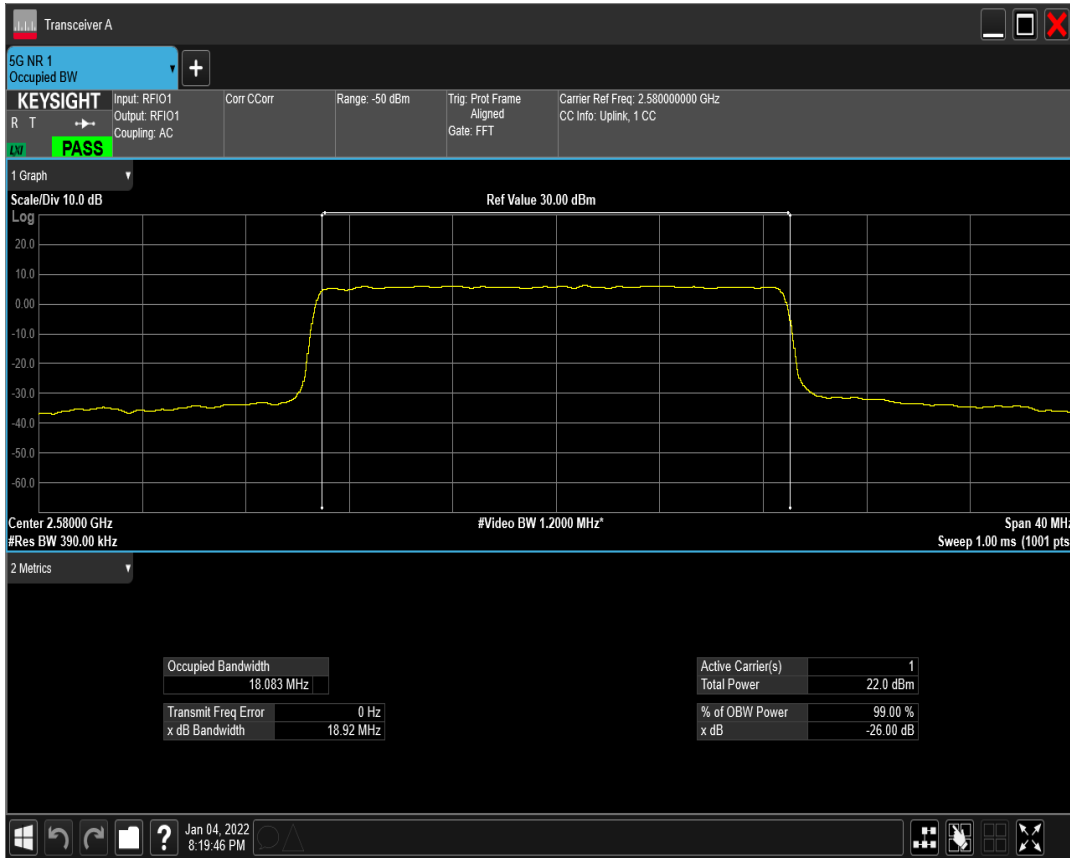 Transceiver A
5G NR 1
Occupied BW
KEYSIGHT
R T
LXI
PASS
Input: RFIO1
Output: RFIO1
Coupling: AC
Corr CCorr
Range: -50 dBm
Trig: Prot Frame
Aligned
Gate: FFT
Carrier Ref Freq: 2.580000000 GHz
CC Info: Uplink, 1 CC
1 Graph
Scale/Div 10.0 dB
Ref Value 30.00 dBm
Log
20.0
10.0
0.00
-10.0
-20.0
-30.0
-40.0
-50.0
-60.0
Center 2.58000 GHz
#Video BW 1.2000 MHz*
Span 40 MHz
#Res BW 390.00 kHz
Sweep 1.00 ms (1001 pts
2 Metrics
Occupied Bandwidth
18.083 MHz
Transmit Freq Error 0 Hz
x dB Bandwidth 18.92 MHz
Active Carrier(s) 1
Total Power 22.0 dBm
% of OBW Power 99.00 %
x dB -26.00 dB
?
Jan 04, 2022
8:19:46 PM